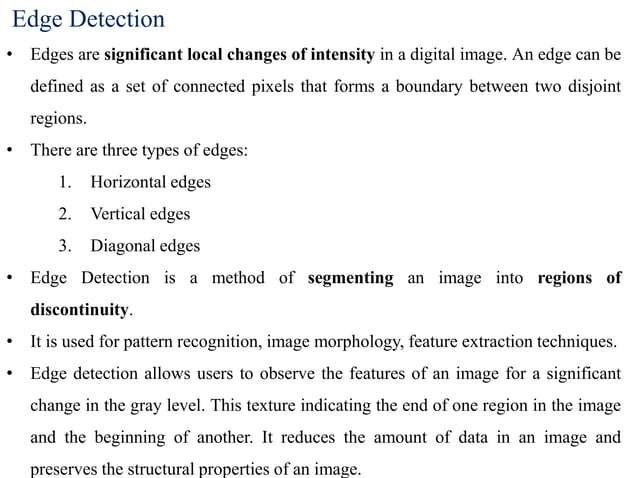 Edge Detection
• Edges are significant local changes of intensity in a digital image. An edge can be
defined as a set of connected pixels that forms a boundary between two disjoint
regions.
• There are three types of edges:
1. Horizontal edges
2. Vertical edges
3. Diagonal edges
• Edge Detection is a method of segmenting an image into regions of
discontinuity.
• It is used for pattern recognition, image morphology, feature extraction techniques.
• Edge detection allows users to observe the features of an image for a significant
change in the gray level. This texture indicating the end of one region in the image
and the beginning of another. It reduces the amount of data in an image and
preserves the structural properties of an image.